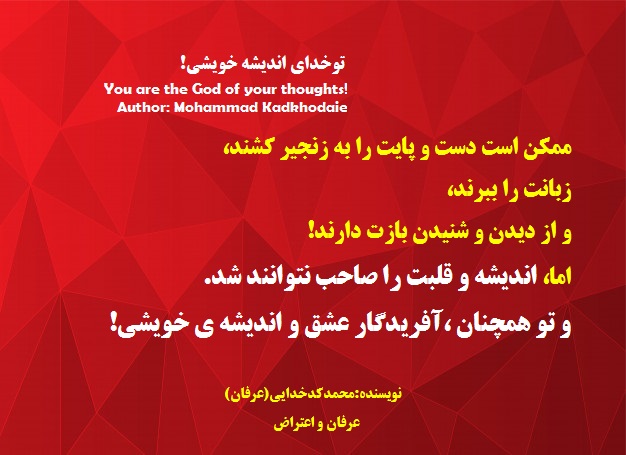 تو خدای اندیشه خویشی!
You are the God of your thoughts!
Author: Mohammad Kadkhodaie
ممکن است دست و پایت را به زنجیر کشند،
زبانت را ببرند،
و از دیدن و شنیدن بازت دارند!
اما، اندیشه و قلبت را صاحب نتوانند شد.
و تو همچنان ،آفریدگار عشق و اندیشه ی خویشی!
نویسنده:محمدکدخدایی(عرفان)
عرفان و اعتراض